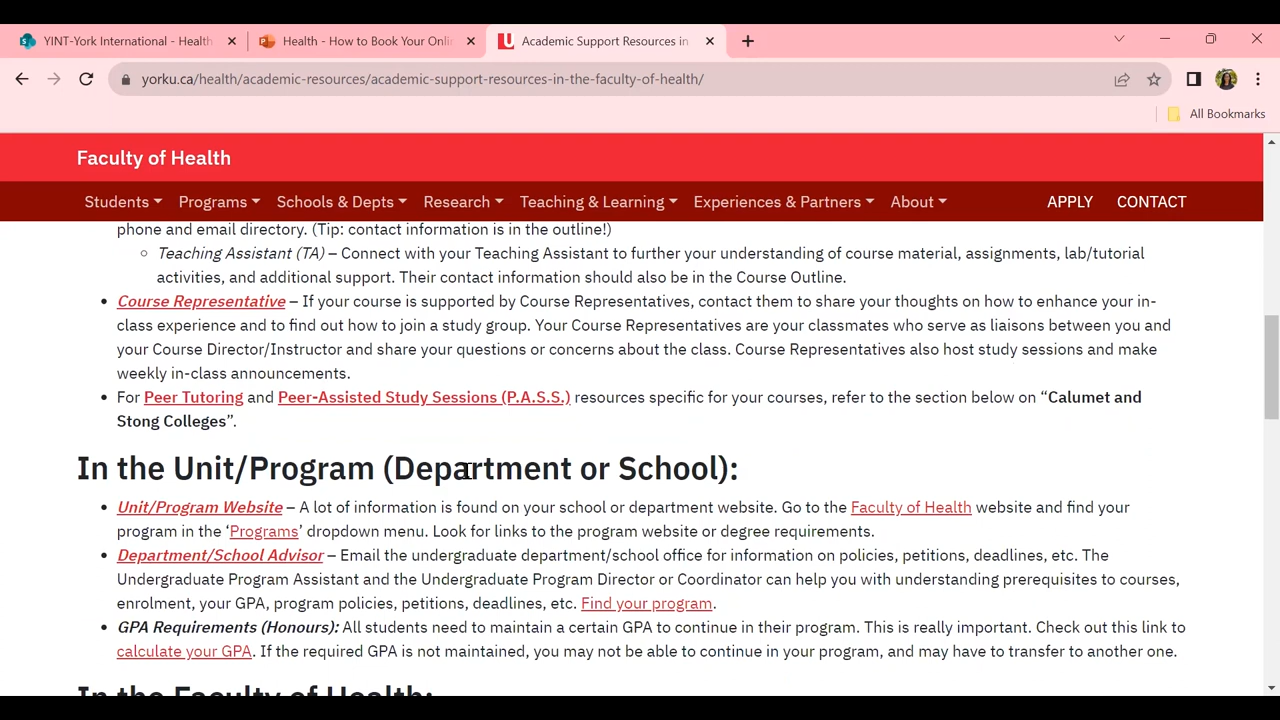 YINT-York International - Health
Health - How to Book Your Onli
Academic Support Resources in
yorku.ca/health/academic-resources/academic-support-resources-in-the-faculty-of-health/
All Bookmarks
Faculty of Health
Students Programs Schools & Depts Research Teaching & Learning Experiences & Partners About APPLY CONTACT
phone and email directory. (Tip: contact information is in the outline!)
Teaching Assistant (TA) – Connect with your Teaching Assistant to further your understanding of course material, assignments, lab/tutorial
activities, and additional support. Their contact information should also be in the Course Outline.
Course Representative – If your course is supported by Course Representatives, contact them to share your thoughts on how to enhance your in-
class experience and to find out how to join a study group. Your Course Representatives are your classmates who serve as liaisons between you and
your Course Director/Instructor and share your questions or concerns about the class. Course Representatives also host study sessions and make
weekly in-class announcements.
For Peer Tutoring and Peer-Assisted Study Sessions (P.A.S.S.) resources specific for your courses, refer to the section below on “Calumet and
Stong Colleges”.
In the Unit/Program (Department or School):
Unit/Program Website – A lot of information is found on your school or department website. Go to the Faculty of Health website and find your
program in the ‘Programs’ dropdown menu. Look for links to the program website or degree requirements.
Department/School Advisor – Email the undergraduate department/school office for information on policies, petitions, deadlines, etc. The
Undergraduate Program Assistant and the Undergraduate Program Director or Coordinator can help you with understanding prerequisites to courses,
enrolment, your GPA, program policies, petitions, deadlines, etc. Find your program.
GPA Requirements (Honours): All students need to maintain a certain GPA to continue in their program. This is really important. Check out this link to
calculate your GPA. If the required GPA is not maintained, you may not be able to continue in your program, and may have to transfer to another one.
In the Faculty of Health: